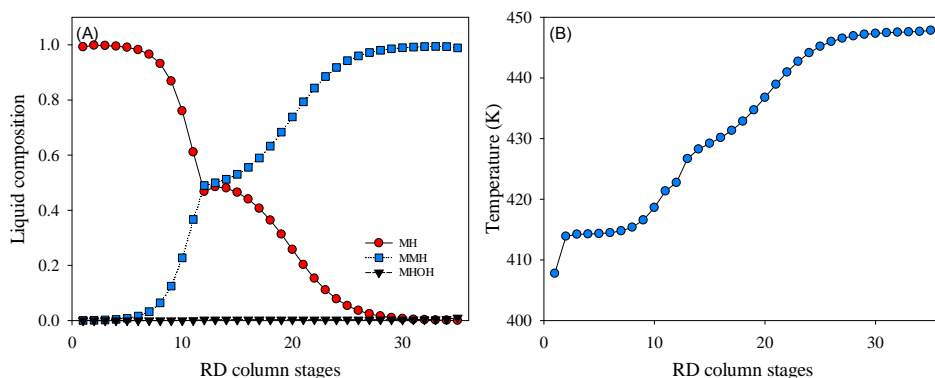 (A)
1.0
0.8
0.6
0.4
0.2
0.0
Liquid composition
MH
MMH
MHOH
0
10
20
30
RD column stages
(B)
450
440
430
420
410
400
Temperature (K)
0
10
20
30
RD column stages